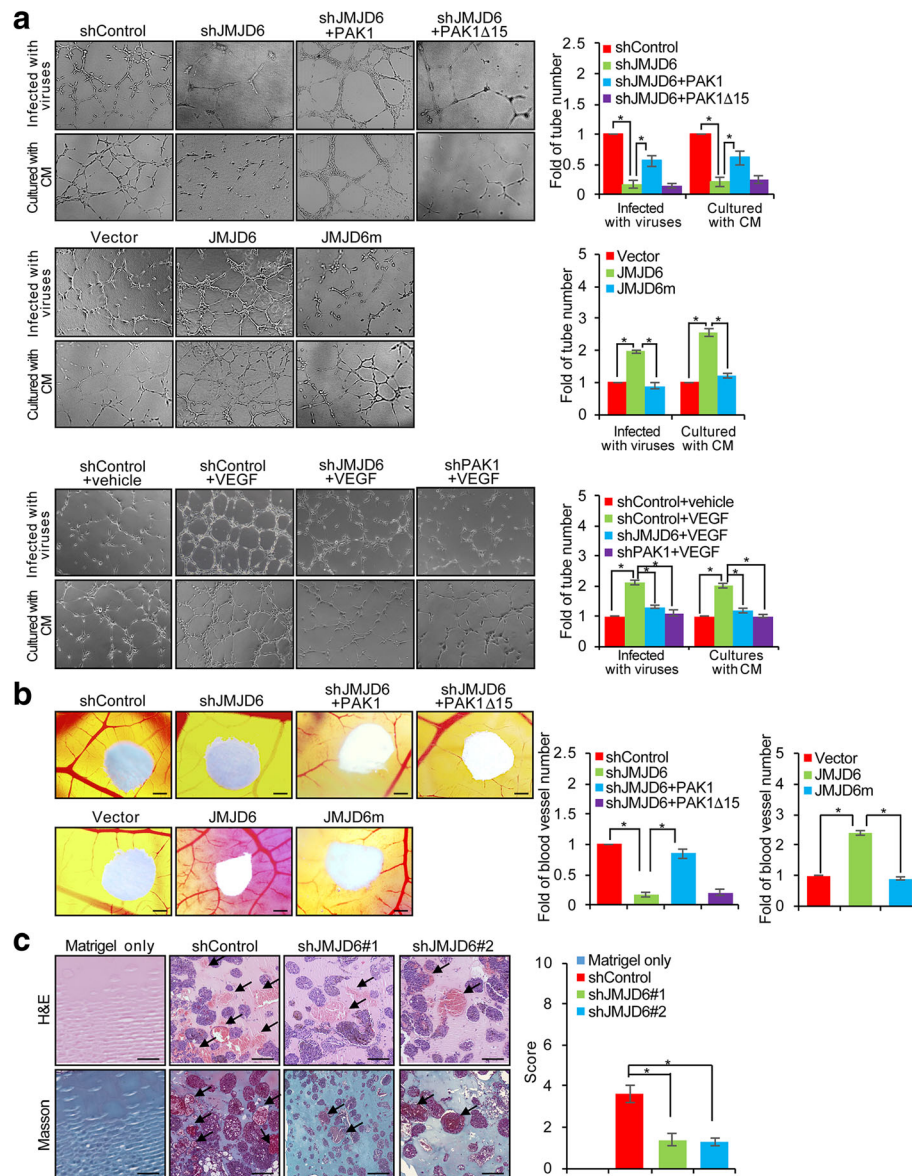 a
shControl
shJMJD6
shJMJD6
+PAK1
shJMJD6
+PAK1Δ15
Infected with
viruses
Cultured with
CM
Fold of tube number
2.5
2
1.5
1
0.5
0
shControl
shJMJD6
shJMJD6+PAK1
shJMJD6+PAK1Δ15
*
*
*
*
Infected
with viruses
Cultured
with CM
Vector
JMJD6
JMJD6m
Infected with
viruses
Cultured with
CM
Fold of tube number
5
4
3
2
1
0
Vector
JMJD6
JMJD6m
*
*
*
*
Infected
with viruses
Cultured
with CM
shControl
+vehicle
shControl
+VEGF
shJMJD6
+VEGF
shPAK1
+VEGF
Infected with
viruses
Cultured with
CM
Fold of tube number
5
4
3
2
1
0
shControl+vehicle
shControl+VEGF
shJMJD6+VEGF
shPAK1+VEGF
*
*
*
*
*
*
Infected
with viruses
Cultures
with CM
b
shControl
shJMJD6
shJMJD6
+PAK1
shJMJD6
+PAK1Δ15
Vector
JMJD6
JMJD6m
Fold of blood vessel number
2.5
2
1.5
1
0.5
0
shControl
shJMJD6
shJMJD6+PAK1
shJMJD6+PAK1Δ15
*
*
Fold of blood vessel number
5
4
3
2
1
0
Vector
JMJD6
JMJD6m
*
*
c
Matrigel only
shControl
shJMJD6#1
shJMJD6#2
H&E
Masson
Score
10
8
6
4
2
0
Matrigel only
shControl
shJMJD6#1
shJMJD6#2
*
*